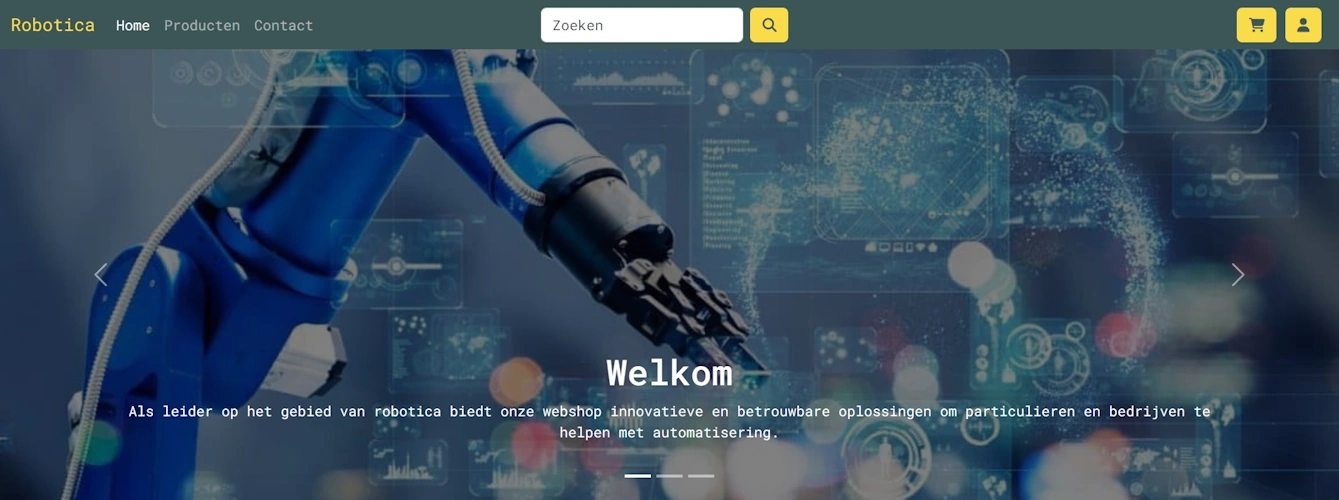 Robotica Home Producten Contact Zoeken
Welkom
Als leider op het gebied van robotica biedt onze webshop innovatieve en betrouwbare oplossingen om particulieren en bedrijven te
helpen met automatisering.